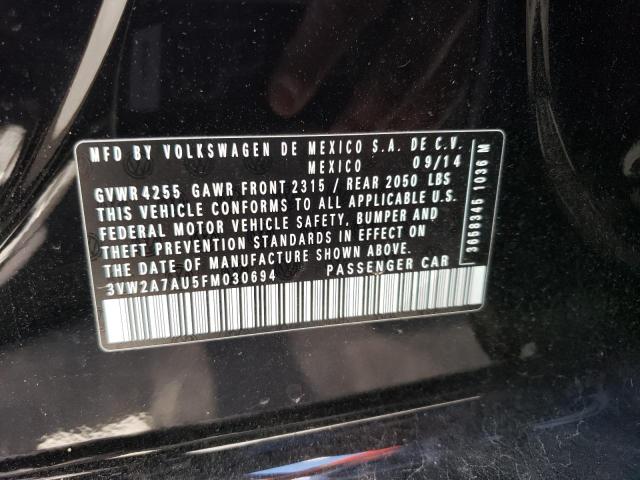 MFD BY VOLKSWAGEN DE MEXICO S.A. DE C.V.
MEXICO 09/14
GVWR 4255 GAWR FRONT 2315 / REAR 2050 LBS
THIS VEHICLE CONFORMS TO ALL APPLICABLE U.S.
FEDERAL MOTOR VEHICLE SAFETY, BUMPER AND
THEFT PREVENTION STANDARDS IN EFFECT ON
THE DATE OF MANUFACTURE SHOWN ABOVE.
3VW2A7AU5FM030694 PASSENGER CAR
3668346 1036 M